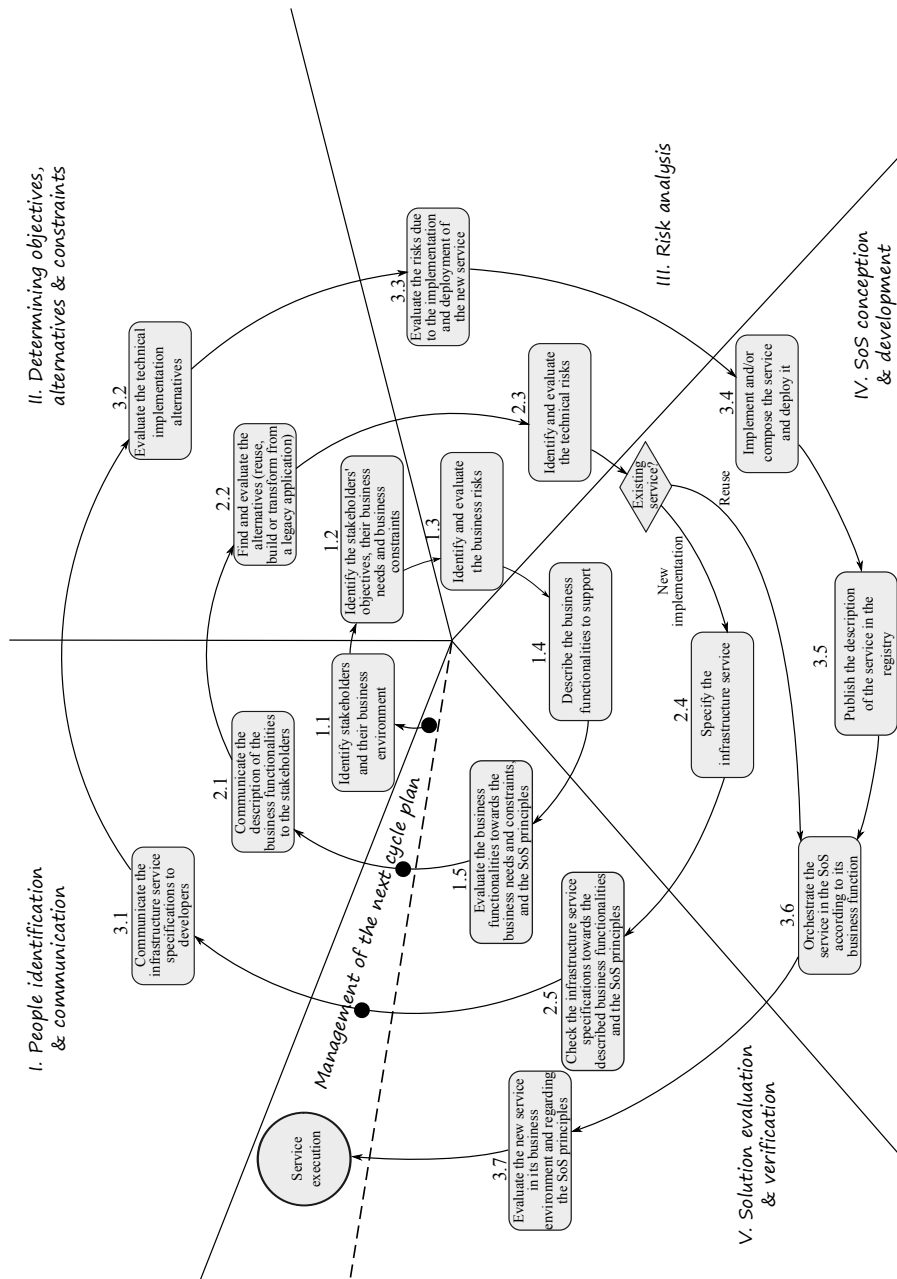 I. People identification
& communication
II. Determining objectives,
alternatives & constraints
III. Risk analysis
IV. SoS conception
& development
V. Solution evaluation
& verification
Management of the next cycle plan
1.1
Identify stakeholders
and their business
environment
1.2
Identify the stakeholders'
objectives, their business
needs and business
constraints
1.3
Identify and evaluate
the business risks
1.4
Describe the business
functionalities to support
1.5
Evaluate the business
functionalities towards the
business needs and constraints,
and the SoS principles
2.1
Communicate the
description of the
business functionalities
to the stakeholders
2.2
Find and evaluate the
alternatives (reuse,
build or transform from
a legacy application)
2.3
Identify and evaluate
the technical risks
Existing
service?
New
implementation
Reuse
2.4
Specify the
infrastructure service
2.5
Check the infrastructure service
specifications towards the
described business functionalities
and the SoS principles
3.1
Communicate the
infrastructure service
specifications to
developers
3.2
Evaluate the technical
implementation
alternatives
3.3
Evaluate the risks due
to the implementation
and deployment of
the new service
3.4
Implement and/or
compose the service
and deploy it
3.5
Publish the description
of the service in the
registry
3.6
Orchestrate the
service in the SoS
according to its
business function
3.7
Evaluate the new service
in its business
environment and regarding
the SoS principles
Service
execution